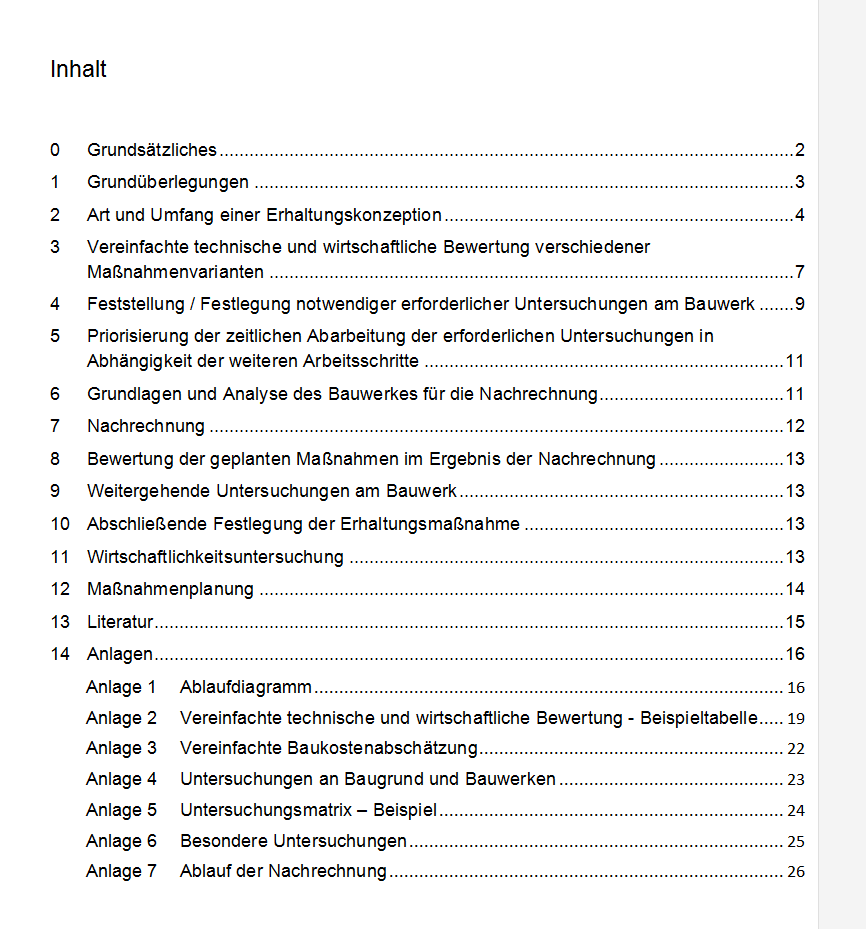 Inhalt
0 Grundsätzliches 2
1 Grundüberlegungen 3
2 Art und Umfang einer Erhaltungskonzeption 4
3 Vereinfachte technische und wirtschaftliche Bewertung verschiedener
Maßnahmenvarianten 7
4 Feststellung / Festlegung notwendiger erforderlicher Untersuchungen am Bauwerk 9
5 Priorisierung der zeitlichen Abarbeitung der erforderlichen Untersuchungen in
Abhängigkeit der weiteren Arbeitsschritte 11
6 Grundlagen und Analyse des Bauwerkes für die Nachrechnung 11
7 Nachrechnung 12
8 Bewertung der geplanten Maßnahmen im Ergebnis der Nachrechnung 13
9 Weitergehende Untersuchungen am Bauwerk 13
10 Abschließende Festlegung der Erhaltungsmaßnahme 13
11 Wirtschaftlichkeitsuntersuchung 13
12 Maßnahmenplanung 14
13 Literatur 15
14 Anlagen 16
Anlage 1 Ablaufdiagramm 16
Anlage 2 Vereinfachte technische und wirtschaftliche Bewertung - Beispieltabelle 19
Anlage 3 Vereinfachte Baukostenabschätzung 22
Anlage 4 Untersuchungen an Baugrund und Bauwerken 23
Anlage 5 Untersuchungsmatrix – Beispiel 24
Anlage 6 Besondere Untersuchungen 25
Anlage 7 Ablauf der Nachrechnung 26